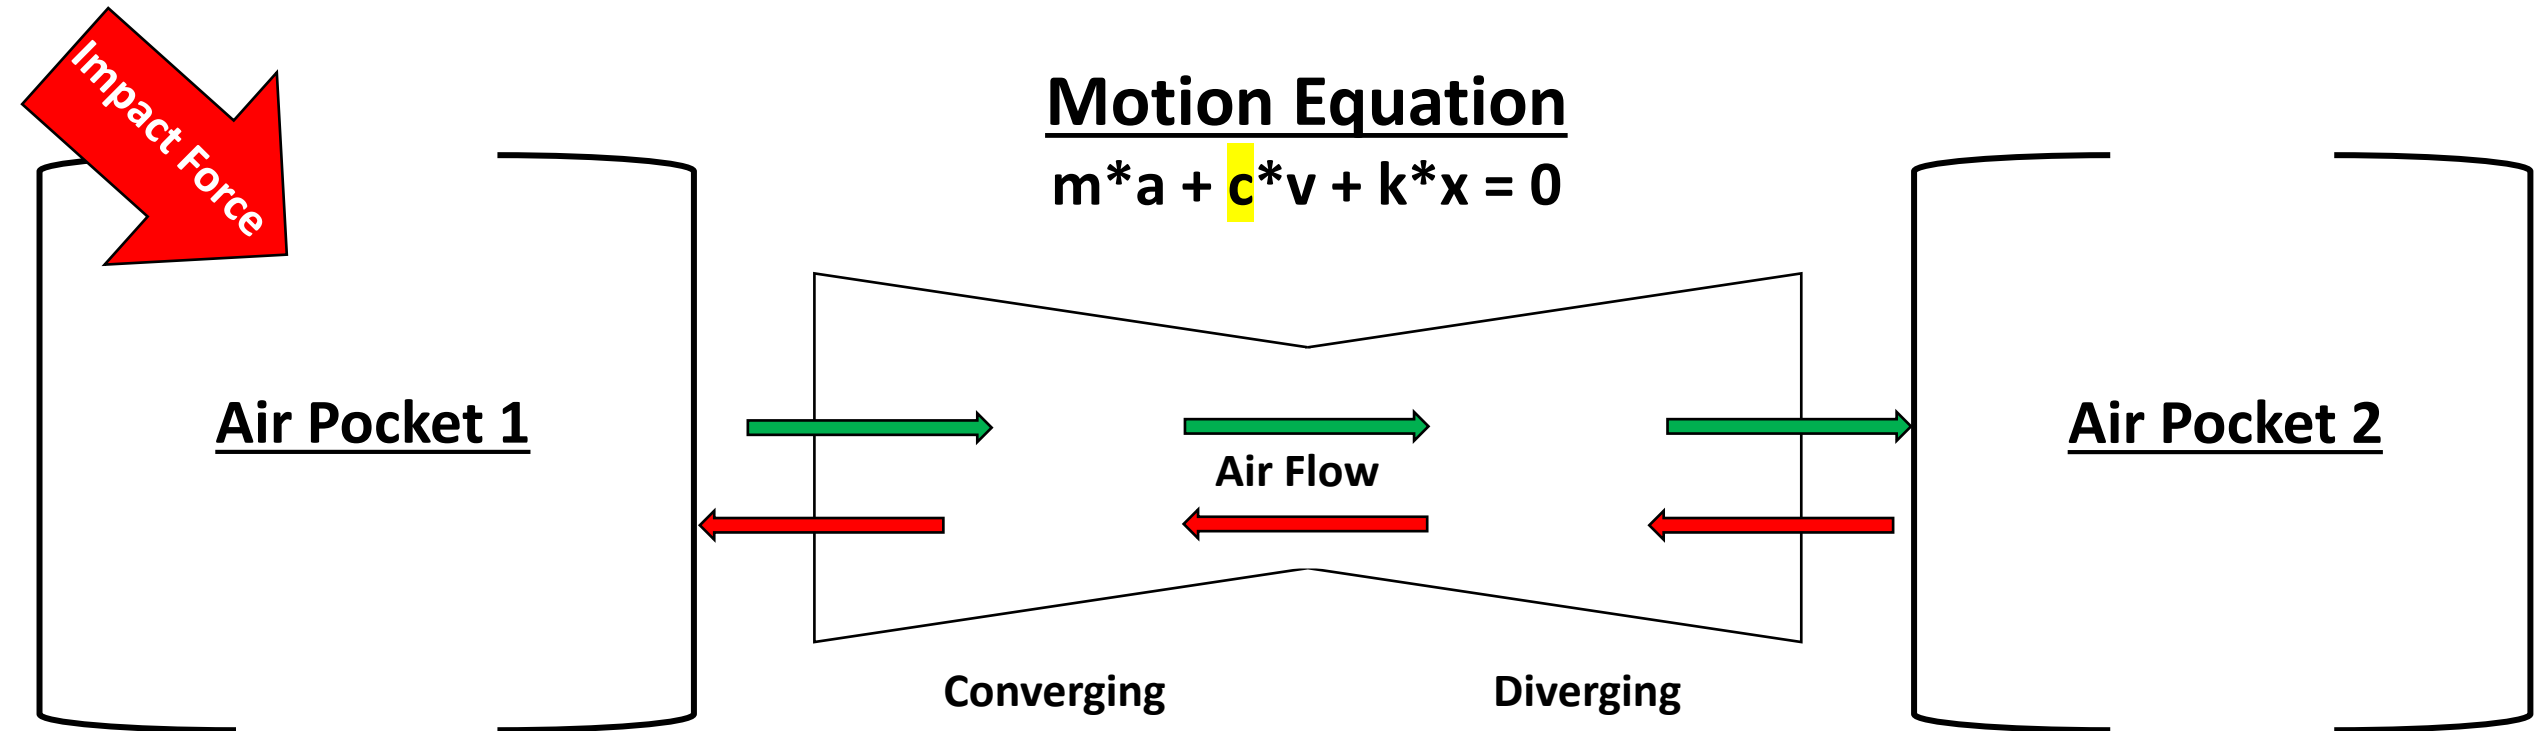 Impact Force
Motion Equation
m*a + c*v + k*x = 0
Air Pocket 1
Air Flow
Air Pocket 2
Converging
Diverging